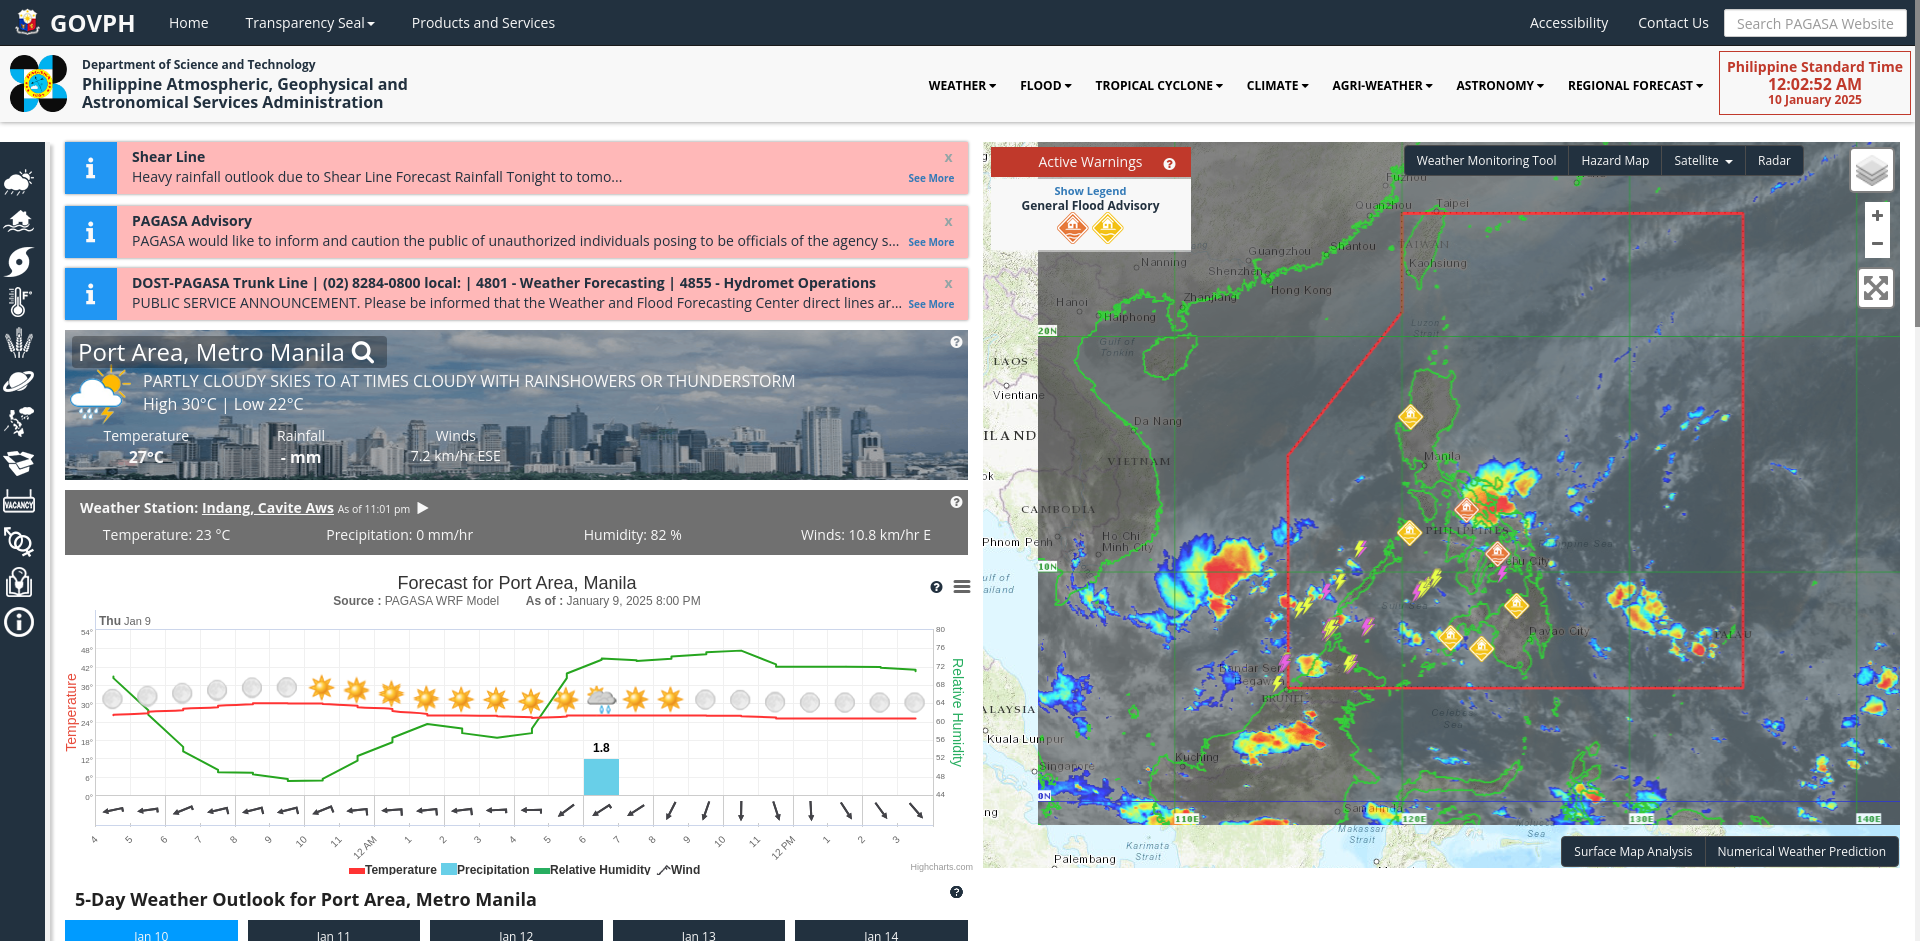 GOVPH
Home
Transparency Seal
Products and Services
Accessibility
Contact Us
Search PAGASA Website
Department of Science and Technology
Philippine Atmospheric, Geophysical and
Astronomical Services Administration
WEATHER
FLOOD
TROPICAL CYCLONE
CLIMATE
AGRI-WEATHER
ASTRONOMY
REGIONAL FORECAST
Philippine Standard Time
12:02:52 AM
10 January 2025
VACANCY
Shear Line
x
Heavy rainfall outlook due to Shear Line Forecast Rainfall Tonight to tomo...
See More
PAGASA Advisory
x
PAGASA would like to inform and caution the public of unauthorized individuals posing to be officials of the agency s...
See More
DOST-PAGASA Trunk Line | (02) 8284-0800 local: | 4801 - Weather Forecasting | 4855 - Hydromet Operations
x
PUBLIC SERVICE ANNOUNCEMENT. Please be informed that the Weather and Flood Forecasting Center direct lines ar...
See More
Port Area, Metro Manila
PARTLY CLOUDY SKIES TO AT TIMES CLOUDY WITH RAINSHOWERS OR THUNDERSTORM
High 30°C | Low 22°C
Temperature
Rainfall
Winds
27°C
- mm
7.2 km/hr ESE
Weather Station: Indang, Cavite Aws As of 11:01 pm
Temperature: 23 °C
Precipitation: 0 mm/hr
Humidity: 82 %
Winds: 10.8 km/hr E
Forecast for Port Area, Manila
Source : PAGASA WRF Model
As of : January 9, 2025 8:00 PM
Thu Jan 9
54°
48°
42°
36°
30°
24°
18°
12°
6°
0°
Temperature
80
76
72
68
64
60
56
52
48
44
Relative Humidity
1.8
4
5
6
7
8
9
10
11
12 AM
1
2
3
4
5
6
7
8
9
10
11
12 PM
1
2
3
Temperature
Precipitation
Relative Humidity
Wind
Highcharts.com
5-Day Weather Outlook for Port Area, Metro Manila
Jan 10
Jan 11
Jan 12
Jan 13
Jan 14
Active Warnings
Show Legend
General Flood Advisory
Weather Monitoring Tool
Hazard Map
Satellite
Radar
+
−
Fuzhou
Quanzhou
Taipei
TAIWAN
Kaohsiung
Guangzhou
Shantou
Nanning
Shenzhen
Hong Kong
Zhanjiang
Hanoi
Haiphong
20N
Gulf of
Tonkin
Luzon
Strait
LAOS
Vientiane
Da Nang
ILAND
Manila
VIETNAM
ok
CAMBODIA
PHILIPPINES
Phnom Penh
Ho Chi
Minh City
Cebu City
10N
ulf of
ailand
Davao City
PALAU
Bandar Seri
Begawan
BRUNEI
ALAYSIA
Celebes
Sea
Kuala Lumpur
Kuching
Singapore
0N
Samarinda
110E
120E
130E
140E
ng
Makassar
Strait
Karimata
Strait
Palembang
Surface Map Analysis
Numerical Weather Prediction